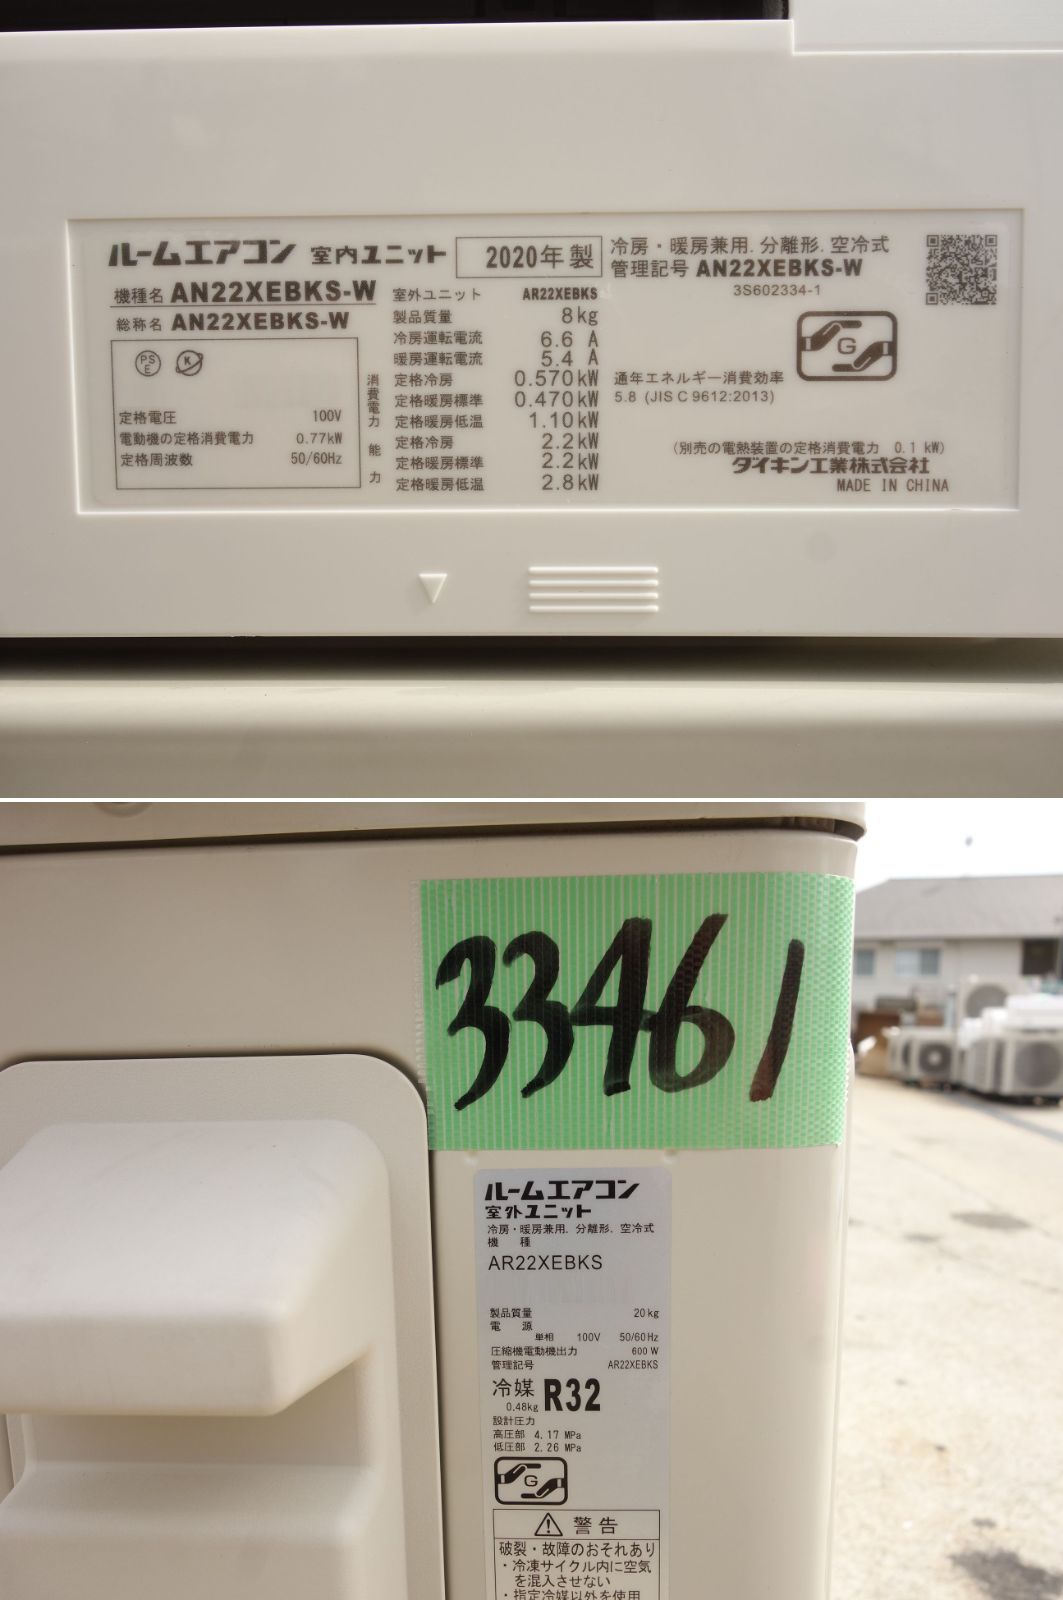 ルームエアコン 室内ユニット 2020年製
冷房・暖房兼用. 分離形. 空冷式
管理記号 AN22XEBKS-W
3S602334-1
機種名 AN22XEBKS-W
総称名 AN22XEBKS-W
PS
E
K
定格電圧 100V
電動機の定格消費電力 0.77kW
定格周波数 50/60Hz
室外ユニット AR22XEBKS
製品質量 8kg
冷房運転電流 6.6 A
暖房運転電流 5.4 A
消費電力
定格冷房 0.570kW
定格暖房標準 0.470kW
定格暖房低温 1.10kW
能力
定格冷房 2.2kW
定格暖房標準 2.2kW
定格暖房低温 2.8kW
G
通年エネルギー消費効率
5.8 (JIS C 9612:2013)
(別売の電熱装置の定格消費電力 0.1 kW)
ダイキン工業株式会社
MADE IN CHINA
33461
ルームエアコン
室外ユニット
冷房・暖房兼用. 分離形. 空冷式
機種
AR22XEBKS
製品質量 20kg
電源
単相 100V 50/60Hz
圧縮機電動機出力 600 W
管理記号 AR22XEBKS
冷媒 R32
0.48kg
設計圧力
高圧部 4.17 MPa
低圧部 2.26 MPa
G
警告
破裂・故障のおそれあり
・冷凍サイクル内に空気
を混入させない
・指定冷媒以外を使用